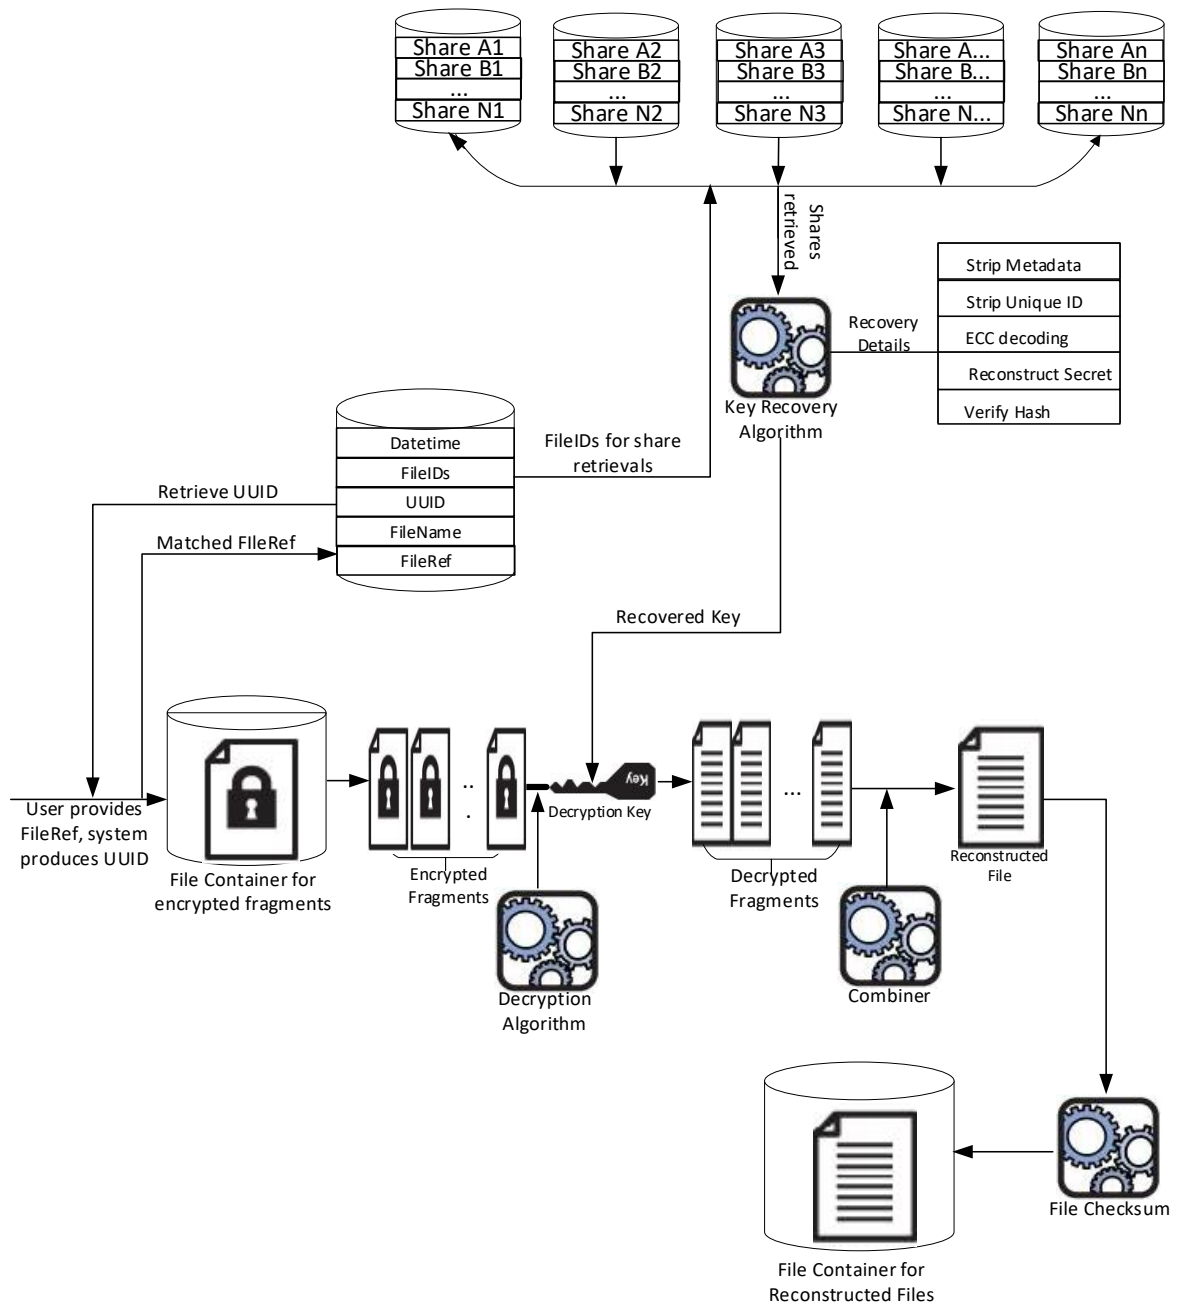 Share A1
Share B1
...
Share N1
Share A2
Share B2
...
Share N2
Share A3
Share B3
...
Share N3
Share A...
Share B...
...
Share N...
Share An
Share Bn
...
Share Nn
Shares
retrieved
Strip Metadata
Strip Unique ID
ECC decoding
Reconstruct Secret
Verify Hash
Recovery
Details
Key Recovery
Algorithm
Datetime
FileIDs
UUID
FileName
FileRef
FileIDs for share
retrievals
Retrieve UUID
Matched FIleRef
Recovered Key
User provides
FileRef, system
produces UUID
File Container for
encrypted fragments
..
.
Encrypted
Fragments
Key
Decryption Key
Decryption
Algorithm
...
Decrypted
Fragments
Combiner
Reconstructed
File
File Checksum
File Container for
Reconstructed Files